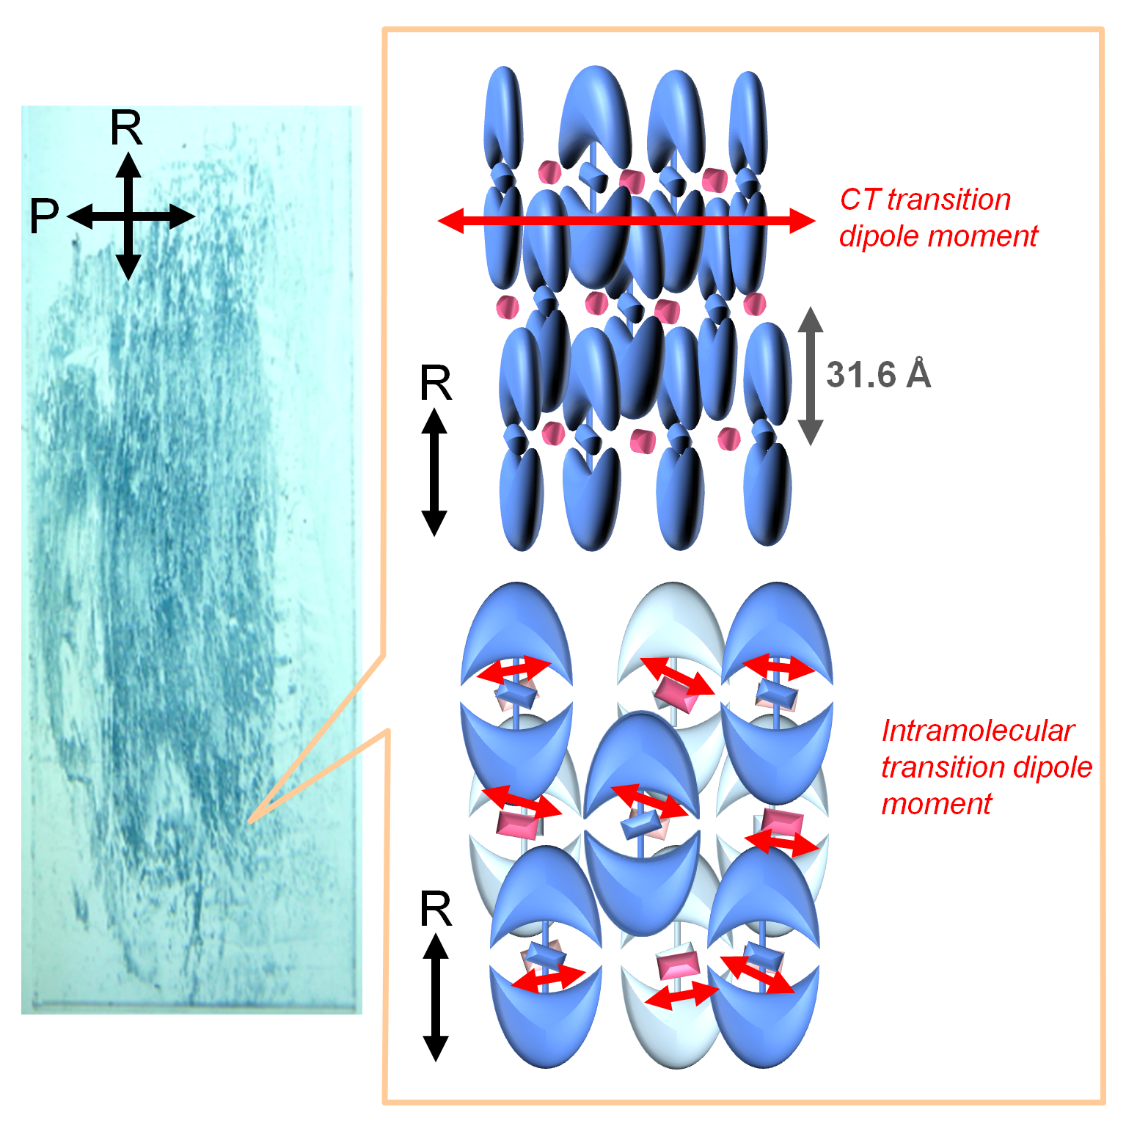 R
P
CT transition
dipole moment
R
31.6 Å
Intramolecular
transition dipole
moment
R